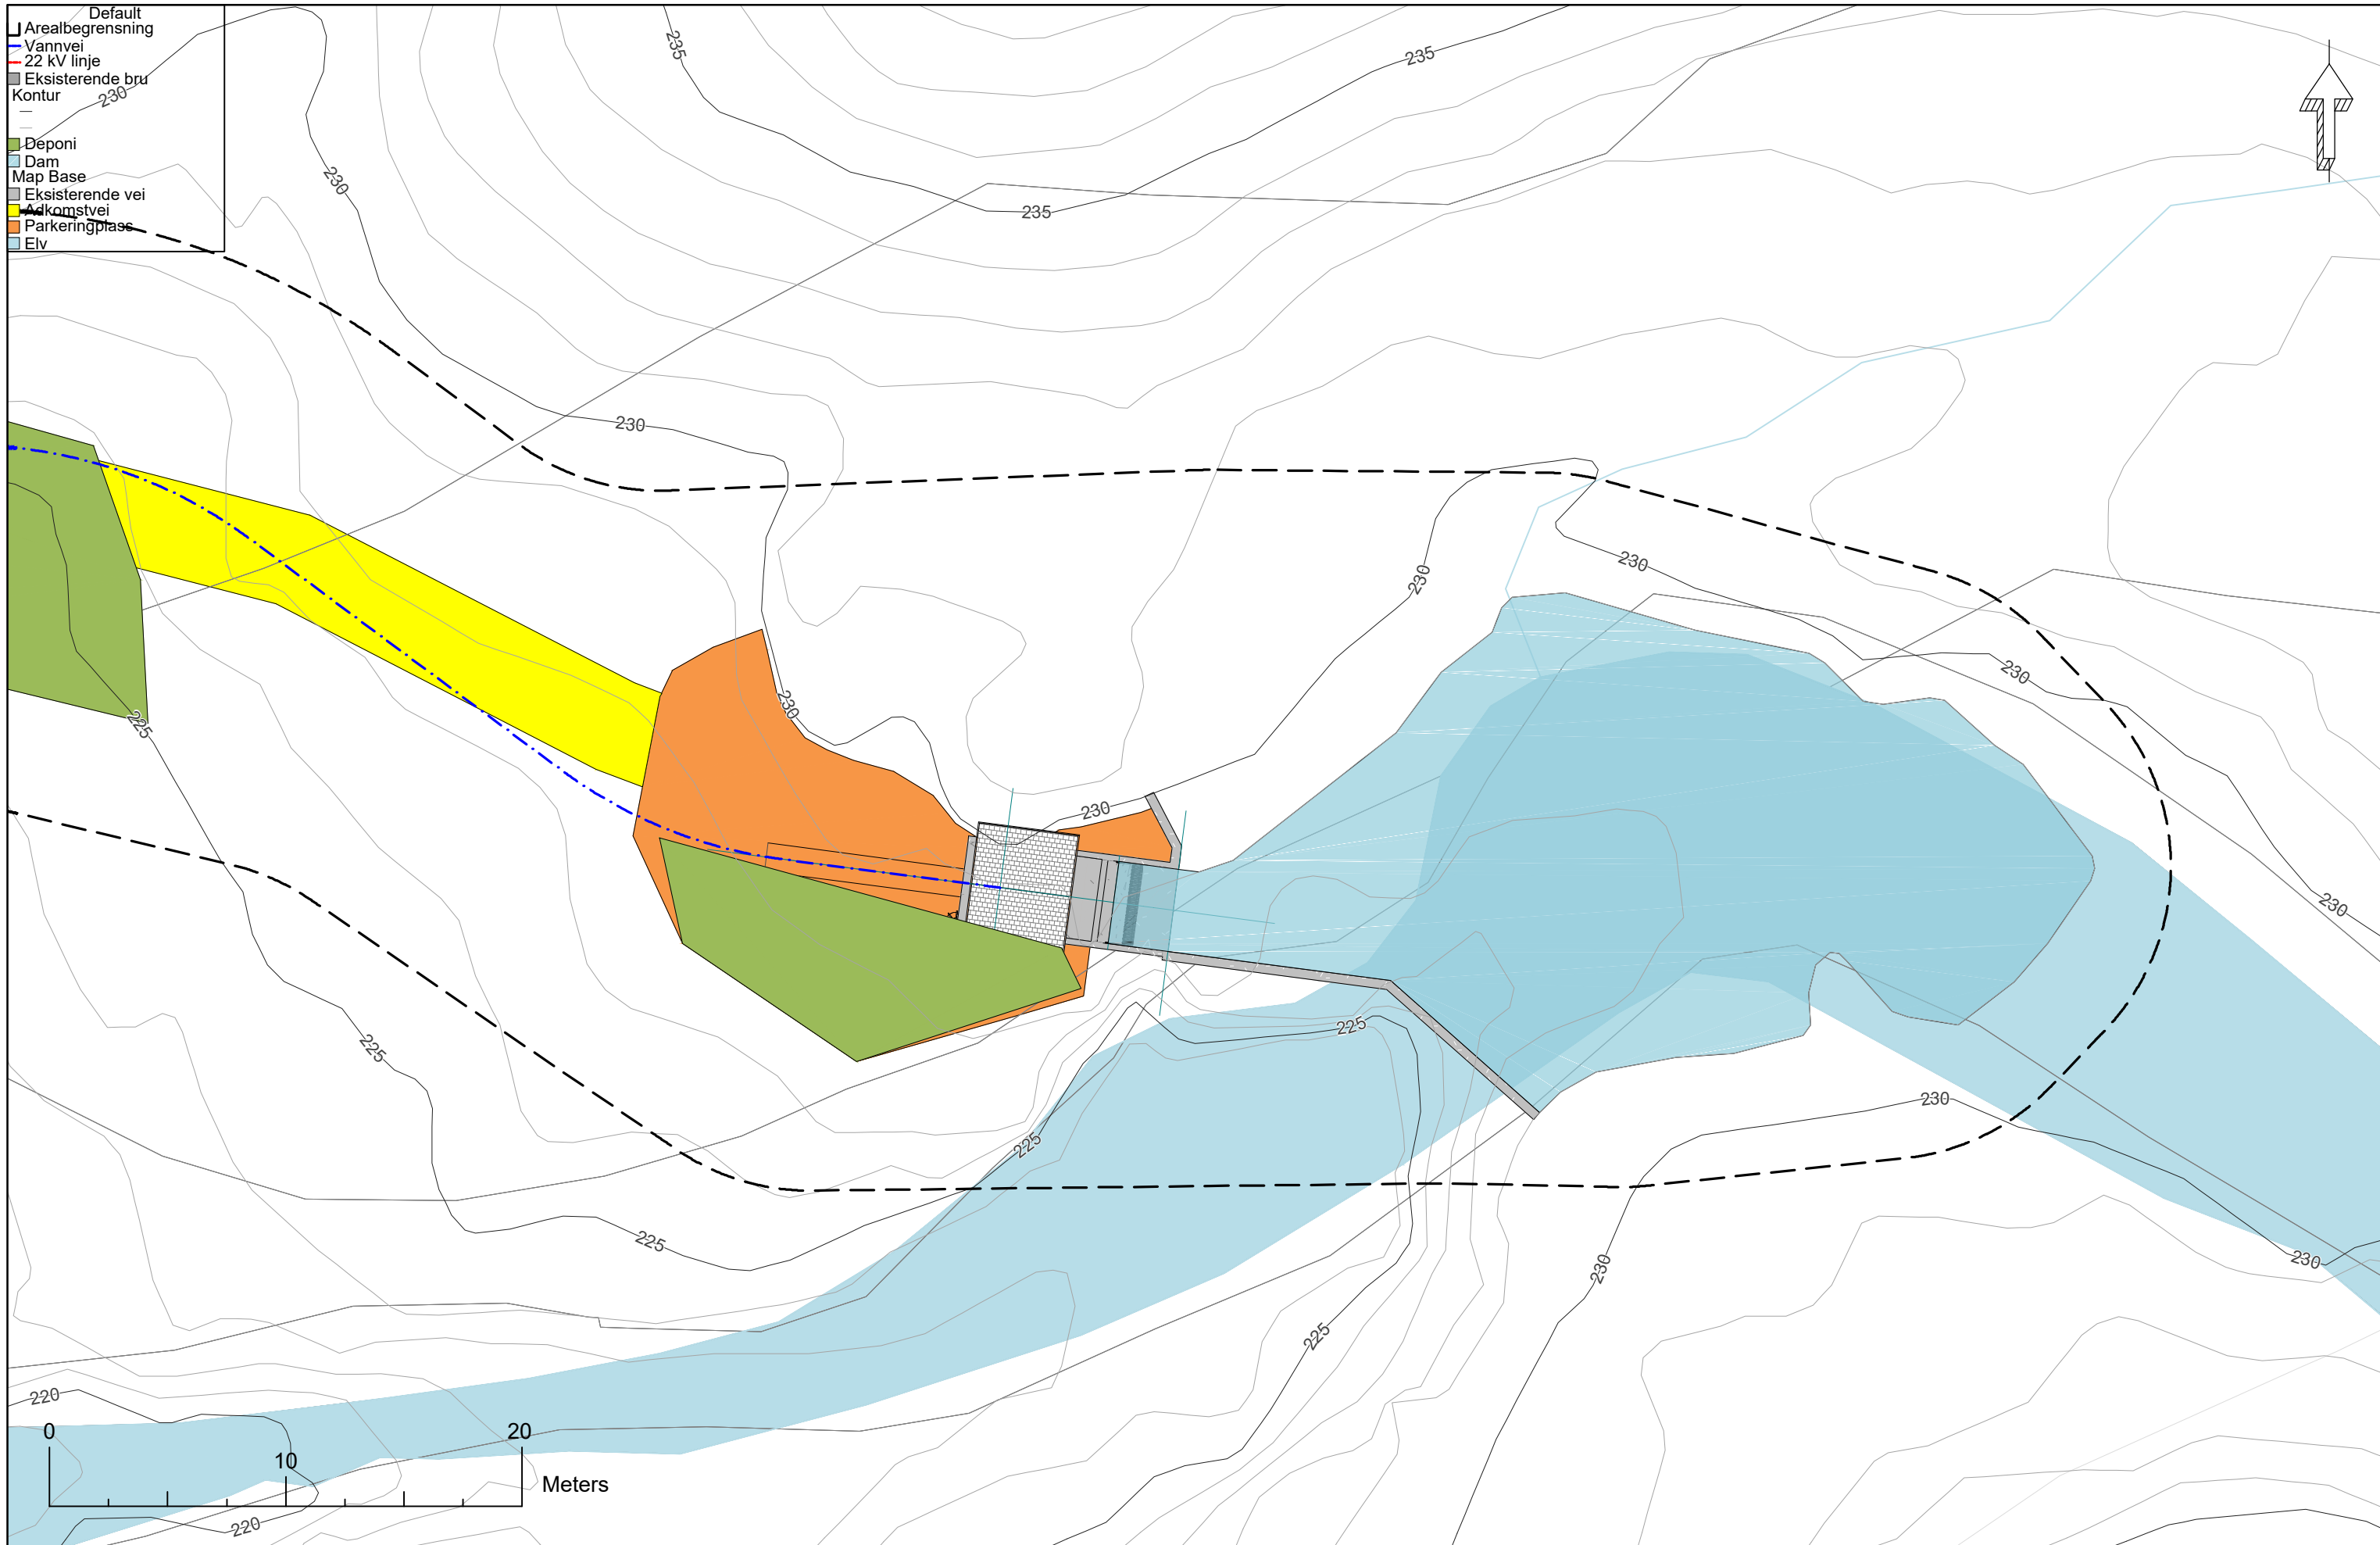 Default
Arealbegrensning
Vannvei
22 kV linje
Eksisterende bru
Kontur
Deponi
Dam
Map Base
Eksisterende vei
Adkomstvei
Parkeringplass
Elv
235
235
230
230
235
230
230
230
230
230
225
230
230
225
225
230
225
225
230
230
225
220
220
0
10
20
Meters